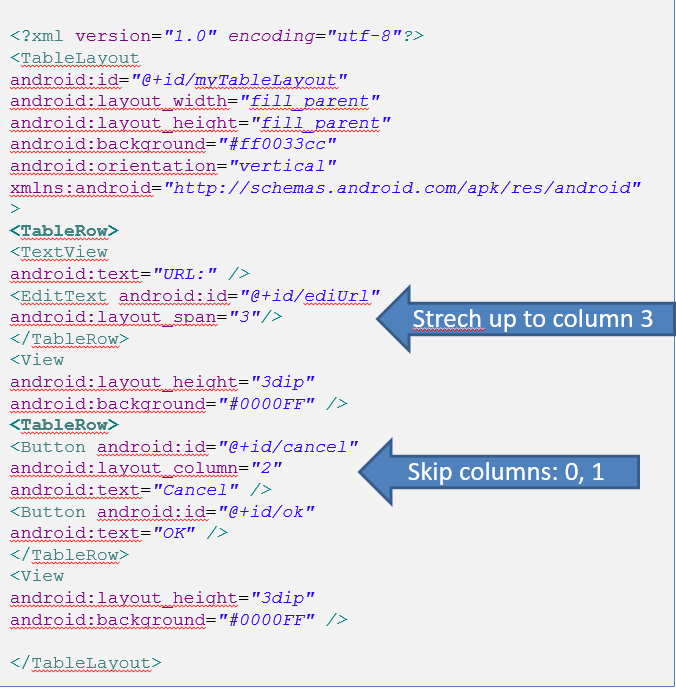 <?xml version="1.0" encoding="utf-8"?>
<TableLayout
android:id="@+id/myTableLayout"
android:layout_width="fill_parent"
android:layout_height="fill_parent"
android:background="#ff0033cc"
android:orientation="vertical"
xmlns:android="http://schemas.android.com/apk/res/android"
>
<TableRow>
<TextView
android:text="URL:" />
<EditText android:id="@+id/ediUrl"
android:layout_span="3"/>
Strech up to column 3
</TableRow>
<View
android:layout_height="3dip"
android:background="#0000FF" />
<TableRow>
<Button android:id="@+id/cancel"
android:layout_column="2"
Skip columns: 0, 1
android:text="Cancel" />
<Button android:id="@+id/ok"
android:text="OK" />
</TableRow>
<View
android:layout_height="3dip"
android:background="#0000FF" />
</TableLayout>